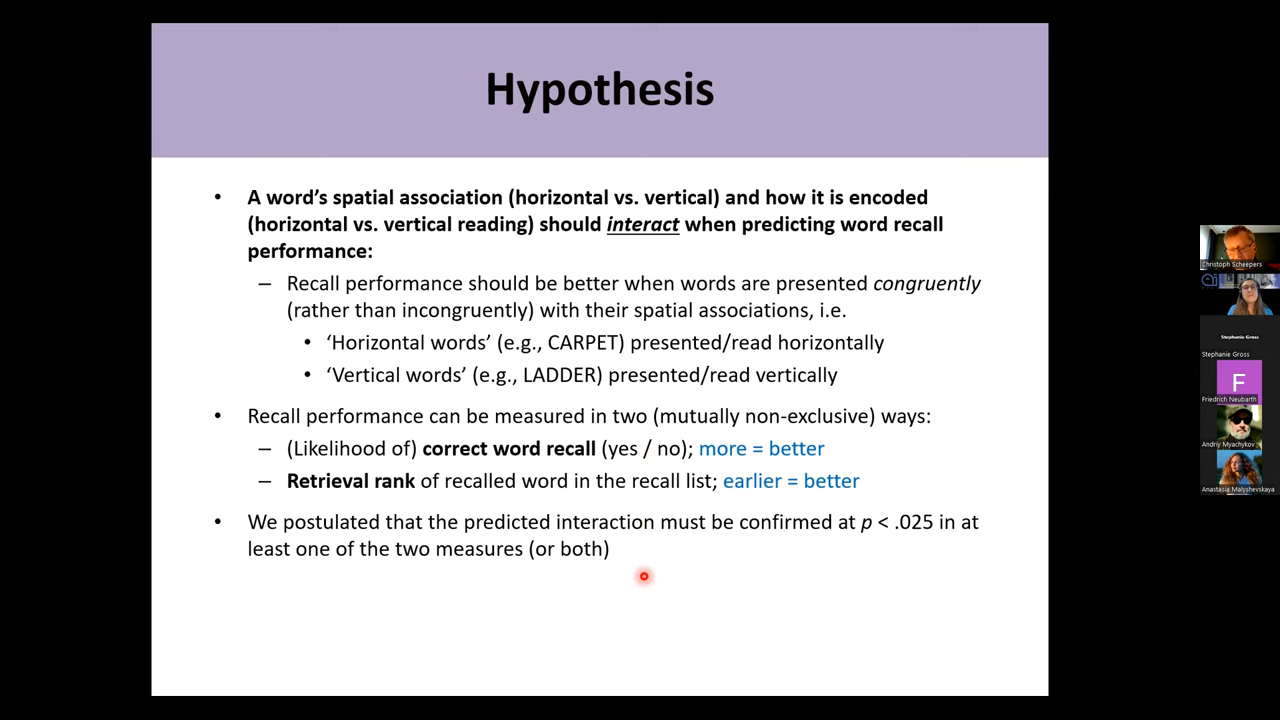 Hypothesis
• A word's spatial association (horizontal vs. vertical) and how it is encoded
(horizontal vs. vertical reading) should interact when predicting word recall
performance:
– Recall performance should be better when words are presented congruently
(rather than incongruently) with their spatial associations, i.e.
• ‘Horizontal words’ (e.g., CARPET) presented/read horizontally
• ‘Vertical words’ (e.g., LADDER) presented/read vertically
• Recall performance can be measured in two (mutually non-exclusive) ways:
– (Likelihood of) correct word recall (yes / no); more = better
– Retrieval rank of recalled word in the recall list; earlier = better
• We postulated that the predicted interaction must be confirmed at p < .025 in at
least one of the two measures (or both)
Christoph Scheepers
Stephanie Gross
Stephanie Gross
F
Friedrich Neubarth
Andriy Myachykov
Anastasia Malyshevskaya